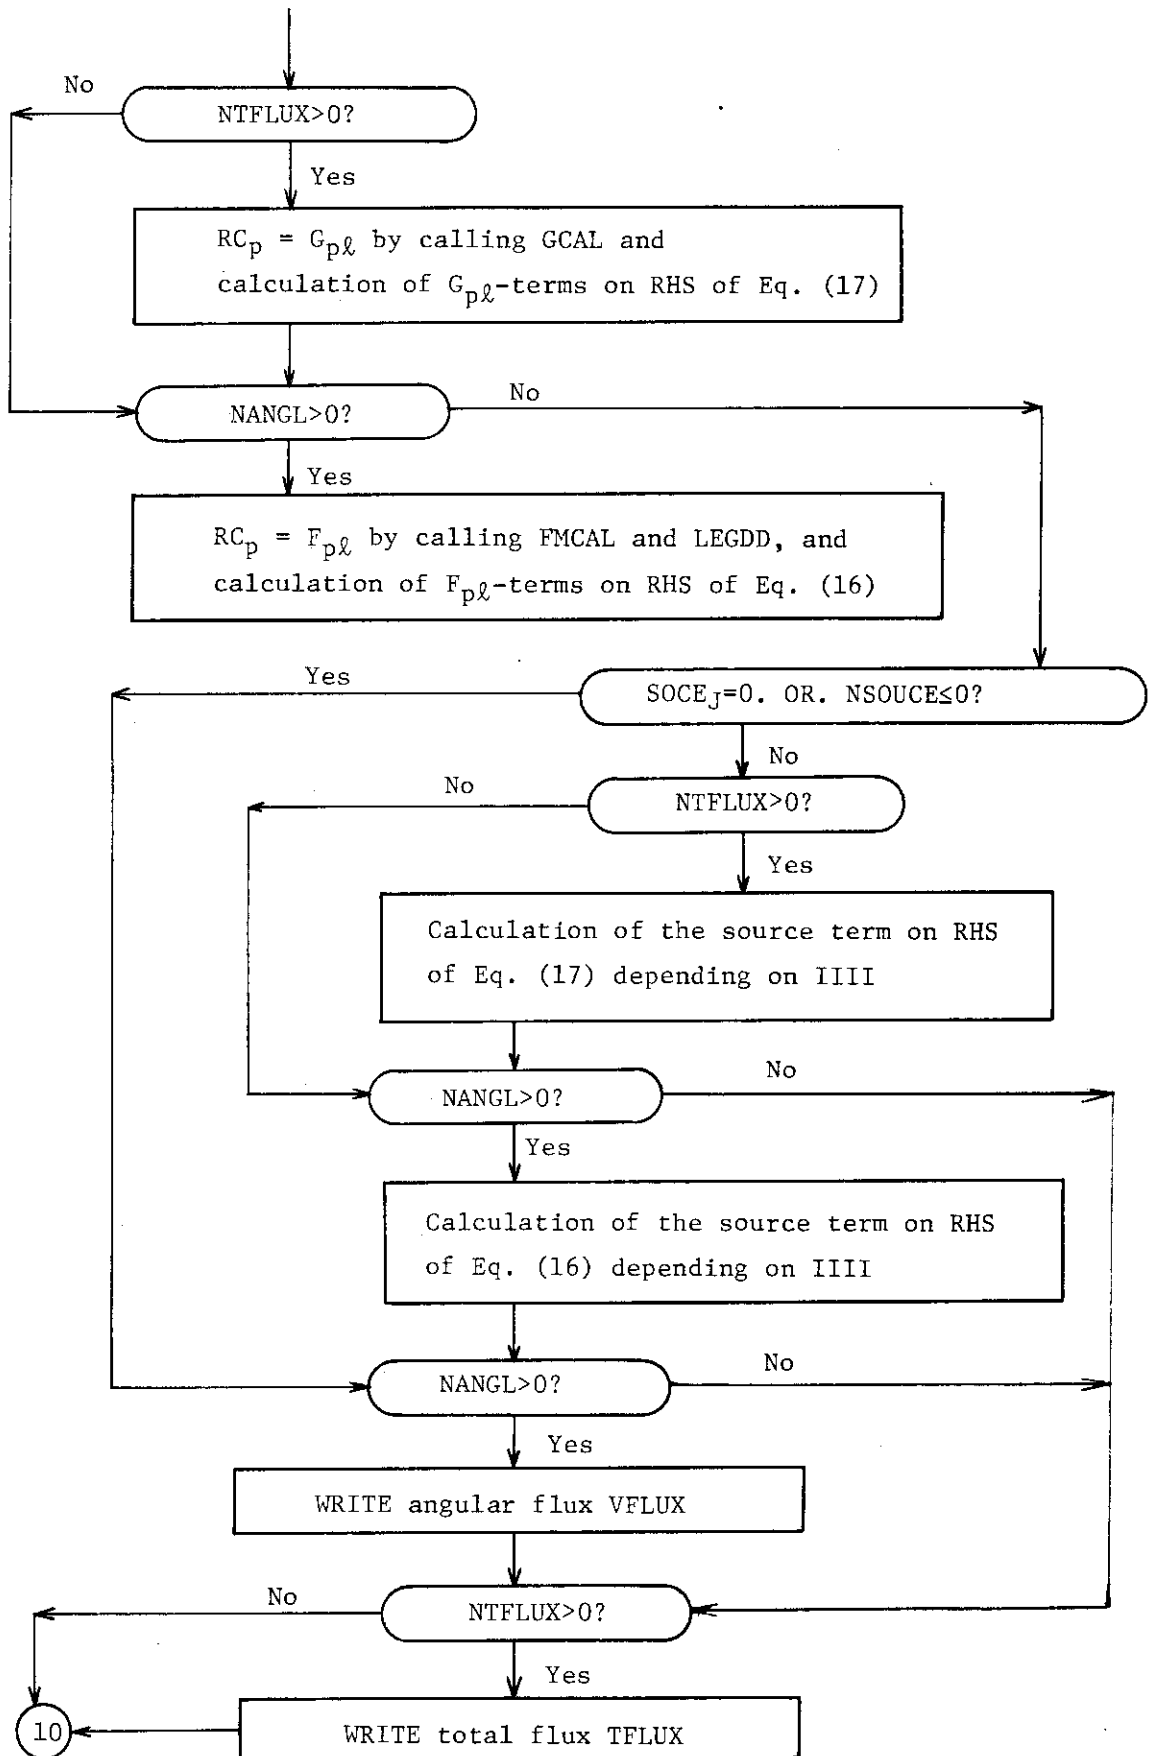 No
NTFLUX>0?
Yes
RCp = Gpℓ by calling GCAL and
calculation of Gpℓ-terms on RHS of Eq. (17)
No
NANGL>0?
Yes
RCp = Fpℓ by calling FMCAL and LEGDD, and
calculation of Fpℓ-terms on RHS of Eq. (16)
Yes
SOCEJ=0. OR. NSOUCE≤0?
No
No
NTFLUX>0?
Yes
Calculation of the source term on RHS
of Eq. (17) depending on IIII
No
NANGL>0?
Yes
Calculation of the source term on RHS
of Eq. (16) depending on IIII
No
NANGL>0?
Yes
WRITE angular flux VFLUX
No
NTFLUX>0?
Yes
10
WRITE total flux TFLUX